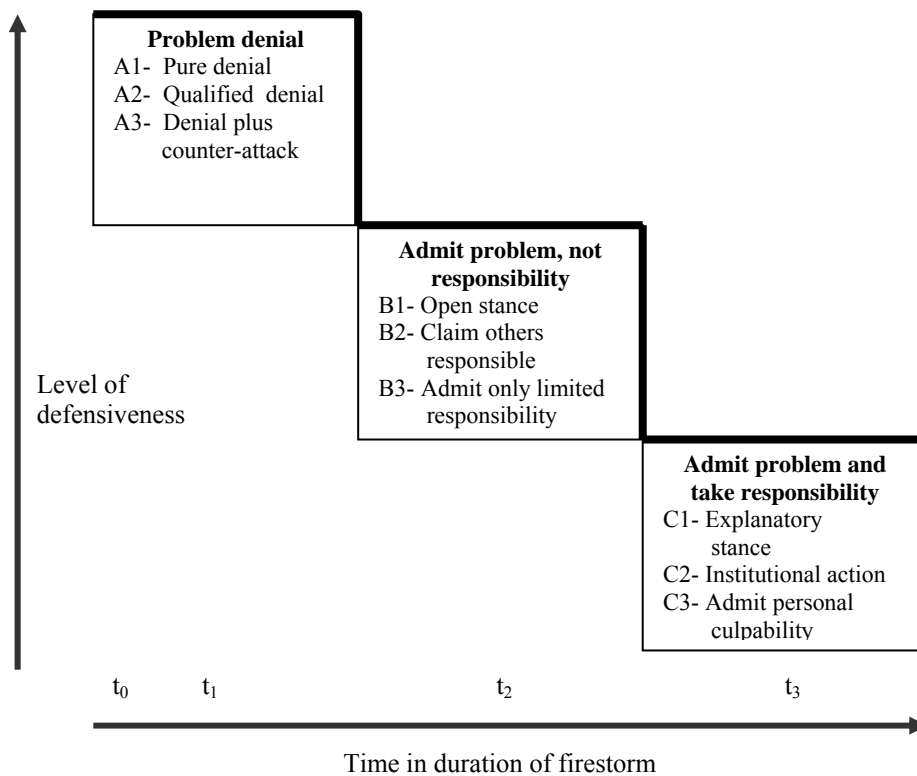 Problem denial
A1- Pure denial
A2- Qualified denial
A3- Denial plus
counter-attack
Admit problem, not
responsibility
B1- Open stance
B2- Claim others
responsible
B3- Admit only limited
responsibility
Level of
defensiveness
Admit problem and
take responsibility
C1- Explanatory
stance
C2- Institutional action
C3- Admit personal
culpability
t0 t1 t2 t3
Time in duration of firestorm